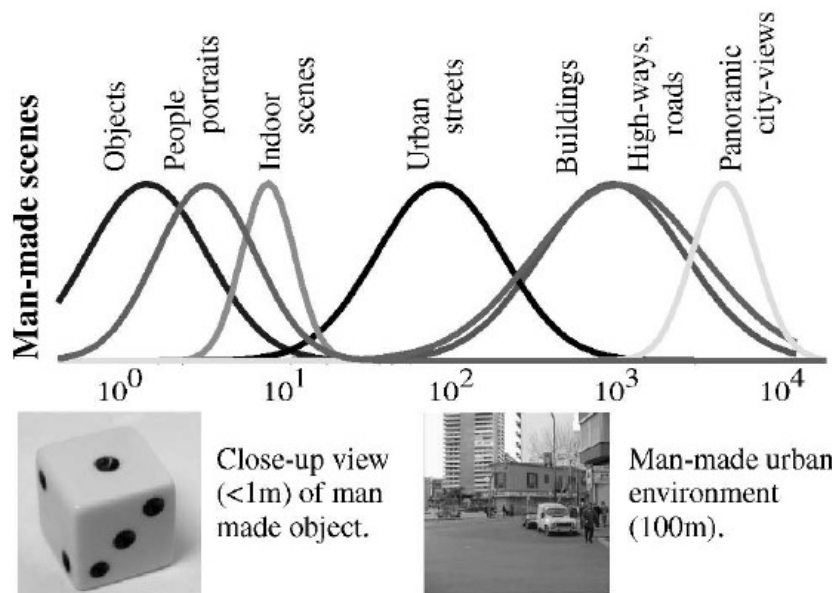 Man-made scenes
Objects
People
portraits
Indoor
scenes
Urban
streets
Buildings
High-ways,
roads
Panoramic
city-views
10^0
10^1
10^2
10^3
10^4
Close-up view
(<1m) of man
made object.
Man-made urban
environment
(100m).